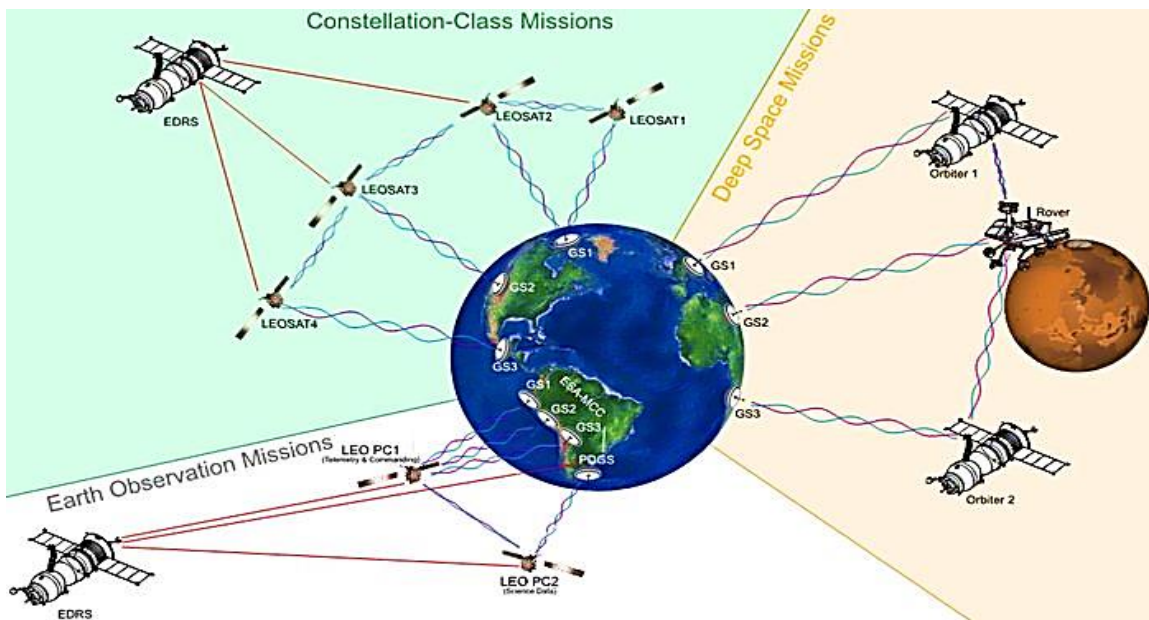 Constellation-Class Missions
EDRS
LEOSAT2
LEOSAT1
LEOSAT3
LEOSAT4
GS1
GS2
GS3
Deep Space Missions
Orbiter 1
Rover
GS1
GS2
GS3
Orbiter 2
Earth Observation Missions
GS1
GS2
GS3
ESA-MCC
PDGS
LEO PC1
(Telemetry & Commanding)
LEO PC2
(Science Data)
EDRS